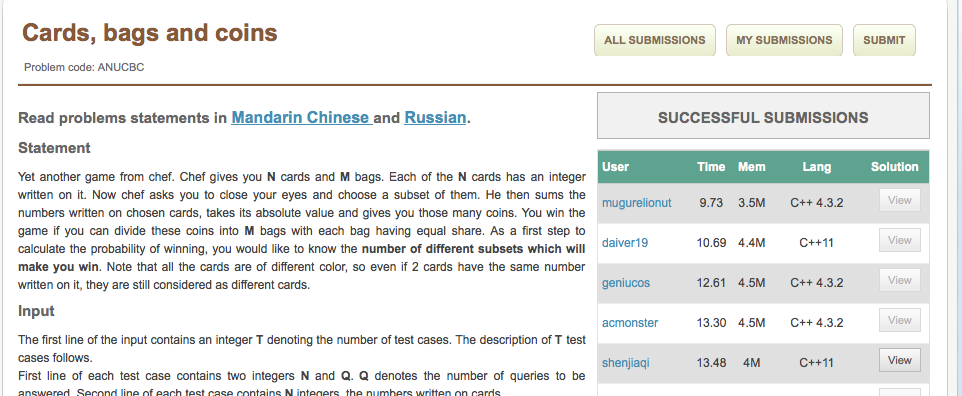 Cards, bags and coins
ALL SUBMISSIONS
MY SUBMISSIONS
SUBMIT
Problem code: ANUCBC
Read problems statements in Mandarin Chinese and Russian.
Statement
Yet another game from chef. Chef gives you N cards and M bags. Each of the N cards has an integer
written on it. Now chef asks you to close your eyes and choose a subset of them. He then sums the
numbers written on chosen cards, takes its absolute value and gives you those many coins. You win the
game if you can divide these coins into M bags with each bag having equal share. As a first step to
calculate the probability of winning, you would like to know the number of different subsets which will
make you win. Note that all the cards are of different color, so even if 2 cards have the same number
written on it, they are still considered as different cards.
Input
The first line of the input contains an integer T denoting the number of test cases. The description of T test
cases follows.
First line of each test case contains two integers N and Q. Q denotes the number of queries to be
answered. Second line of each test case contains N integers, the numbers written on cards.
SUCCESSFUL SUBMISSIONS
User Time Mem Lang Solution
mugurelionut 9.73 3.5M C++ 4.3.2 View
daiver19 10.69 4.4M C++11 View
geniucos 12.61 4.5M C++ 4.3.2 View
acmonster 13.30 4.5M C++ 4.3.2 View
shenjiaqi 13.48 4M C++11 View